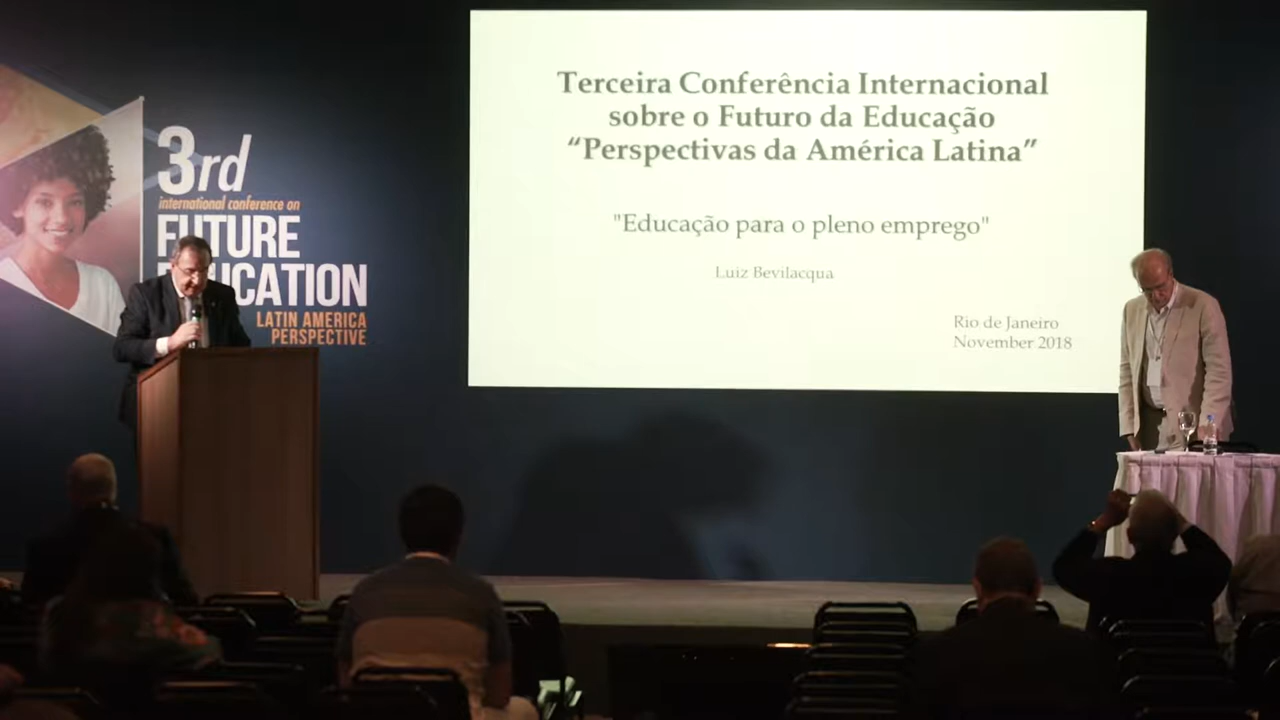 3rd
international conference on
FUTURE
EDUCATION
LATIN AMERICA
PERSPECTIVE
Terceira Conferência Internacional
sobre o Futuro da Educação
“Perspectivas da América Latina”
"Educação para o pleno emprego"
Luiz Bevilacqua
Rio de Janeiro
November 2018